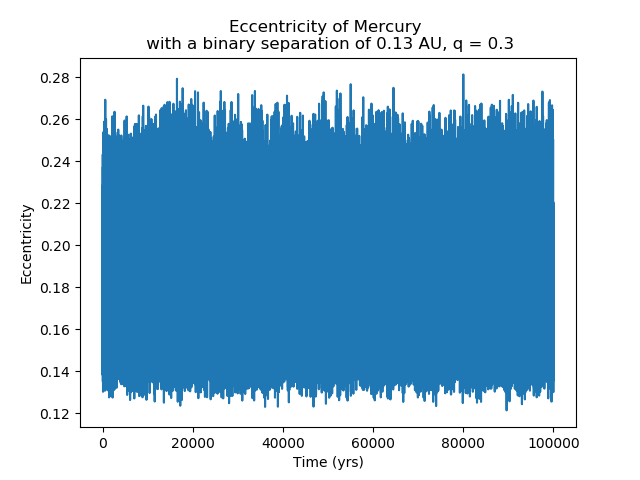 Eccentricity of Mercury
with a binary separation of 0.13 AU, q = 0.3
0.28
0.26
0.24
0.22
0.20
0.18
0.16
0.14
0.12
Eccentricity
0 20000 40000 60000 80000 100000
Time (yrs)